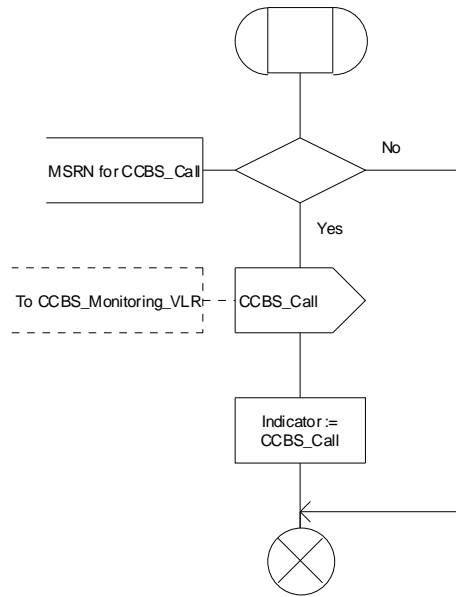 No
MSRN for CCBS_Call
Yes
To CCBS_Monitoring_VLR
CCBS_Call
Indicator :=
CCBS_Call